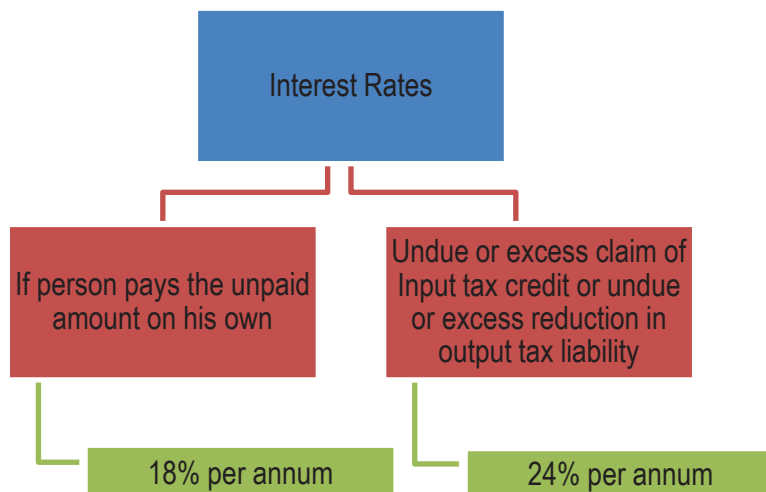 Interest Rates
If person pays the unpaid
amount on his own
Undue or excess claim of
Input tax credit or undue
or excess reduction in
output tax liability
18% per annum
24% per annum